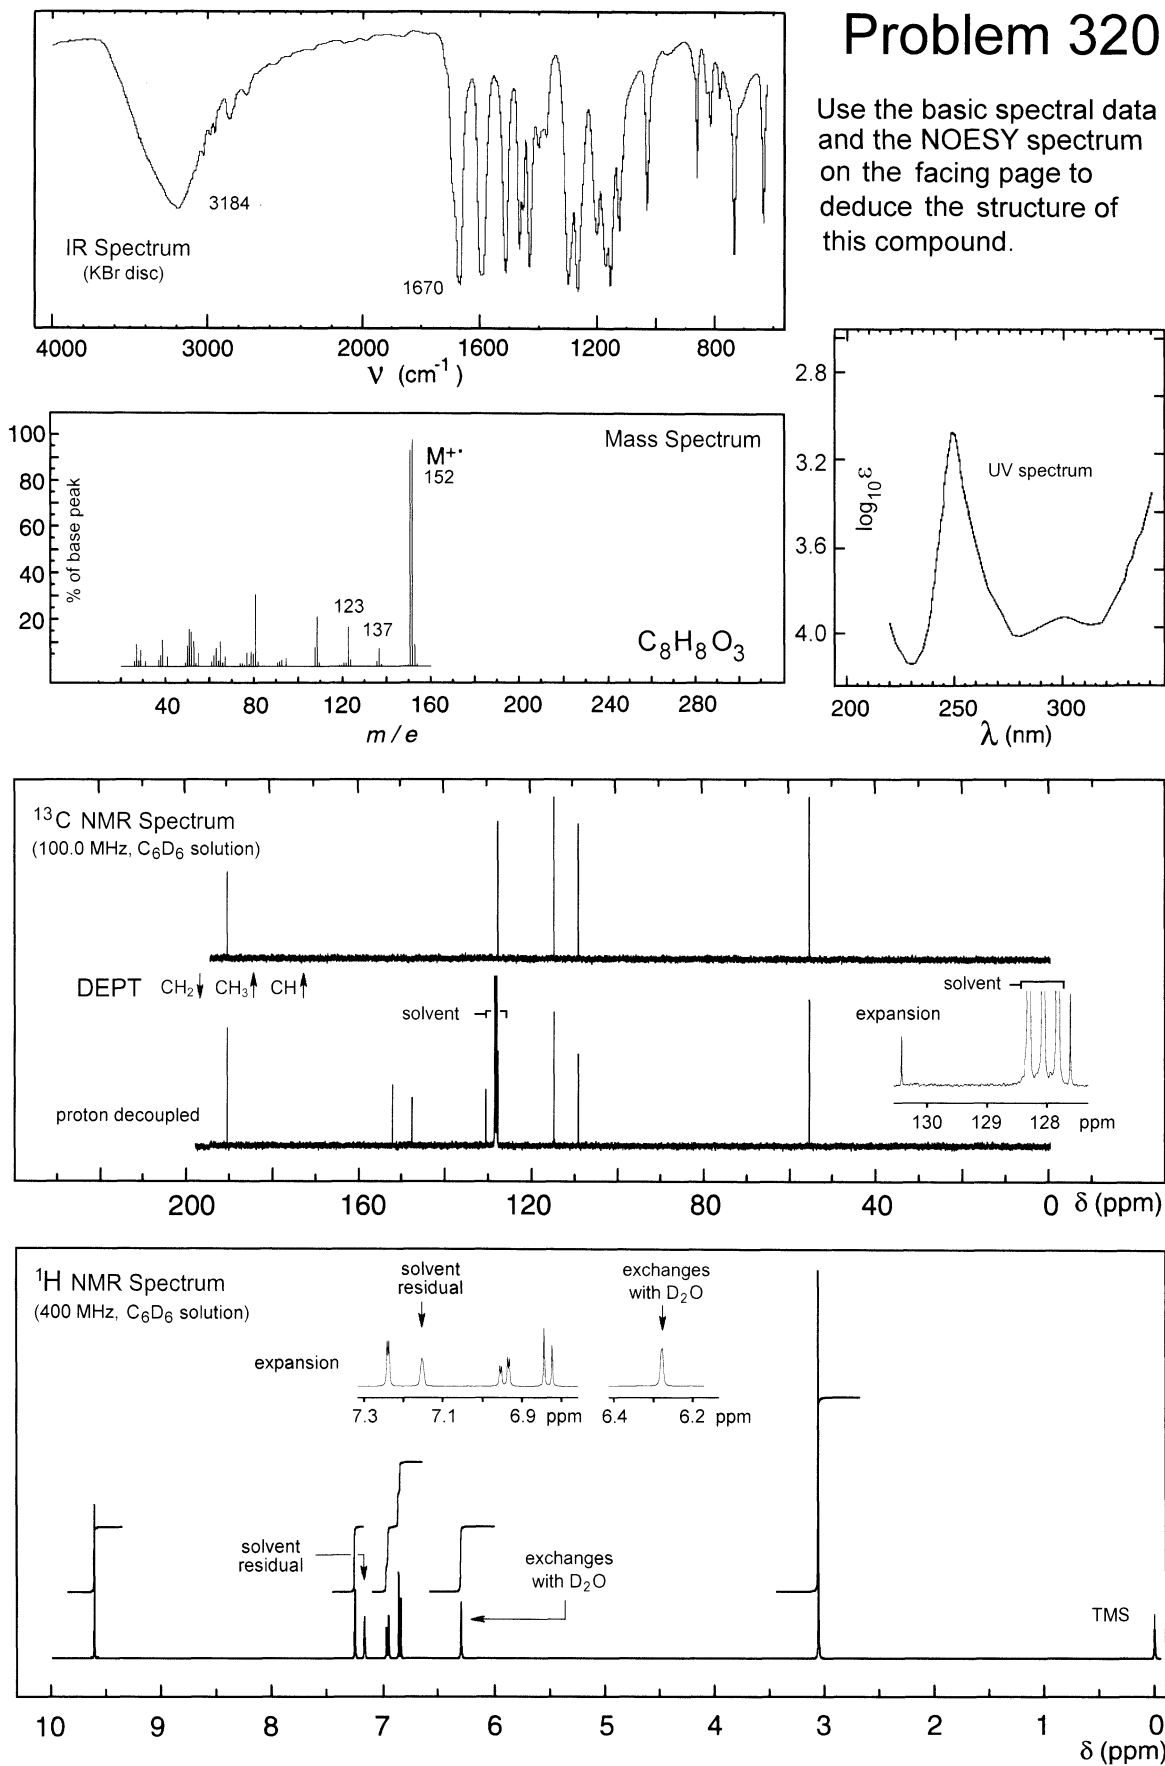 Problem 320
Use the basic spectral data
and the NOESY spectrum
on the facing page to
deduce the structure of
this compound.
3184
IR Spectrum
(KBr disc)
1670
4000 3000 2000 1600 1200 800
ν (cm⁻¹)
100
80
60
40
20
% of base peak
Mass Spectrum
M⁺·
152
123
137
C₈H₈O₃
40 80 120 160 200 240 280
m / e
2.8
3.2
3.6
4.0
log₁₀ε
UV spectrum
200 250 300
λ (nm)
¹³C NMR Spectrum
(100.0 MHz, C₆D₆ solution)
DEPT CH₂ CH₃ CH
solvent
solvent
expansion
proton decoupled
130 129 128 ppm
200 160 120 80 40 0 δ (ppm)
¹H NMR Spectrum
(400 MHz, C₆D₆ solution)
solvent
residual
exchanges
with D₂O
expansion
7.3 7.1 6.9 ppm 6.4 6.2 ppm
solvent
residual
exchanges
with D₂O
TMS
10 9 8 7 6 5 4 3 2 1 0
δ (ppm)